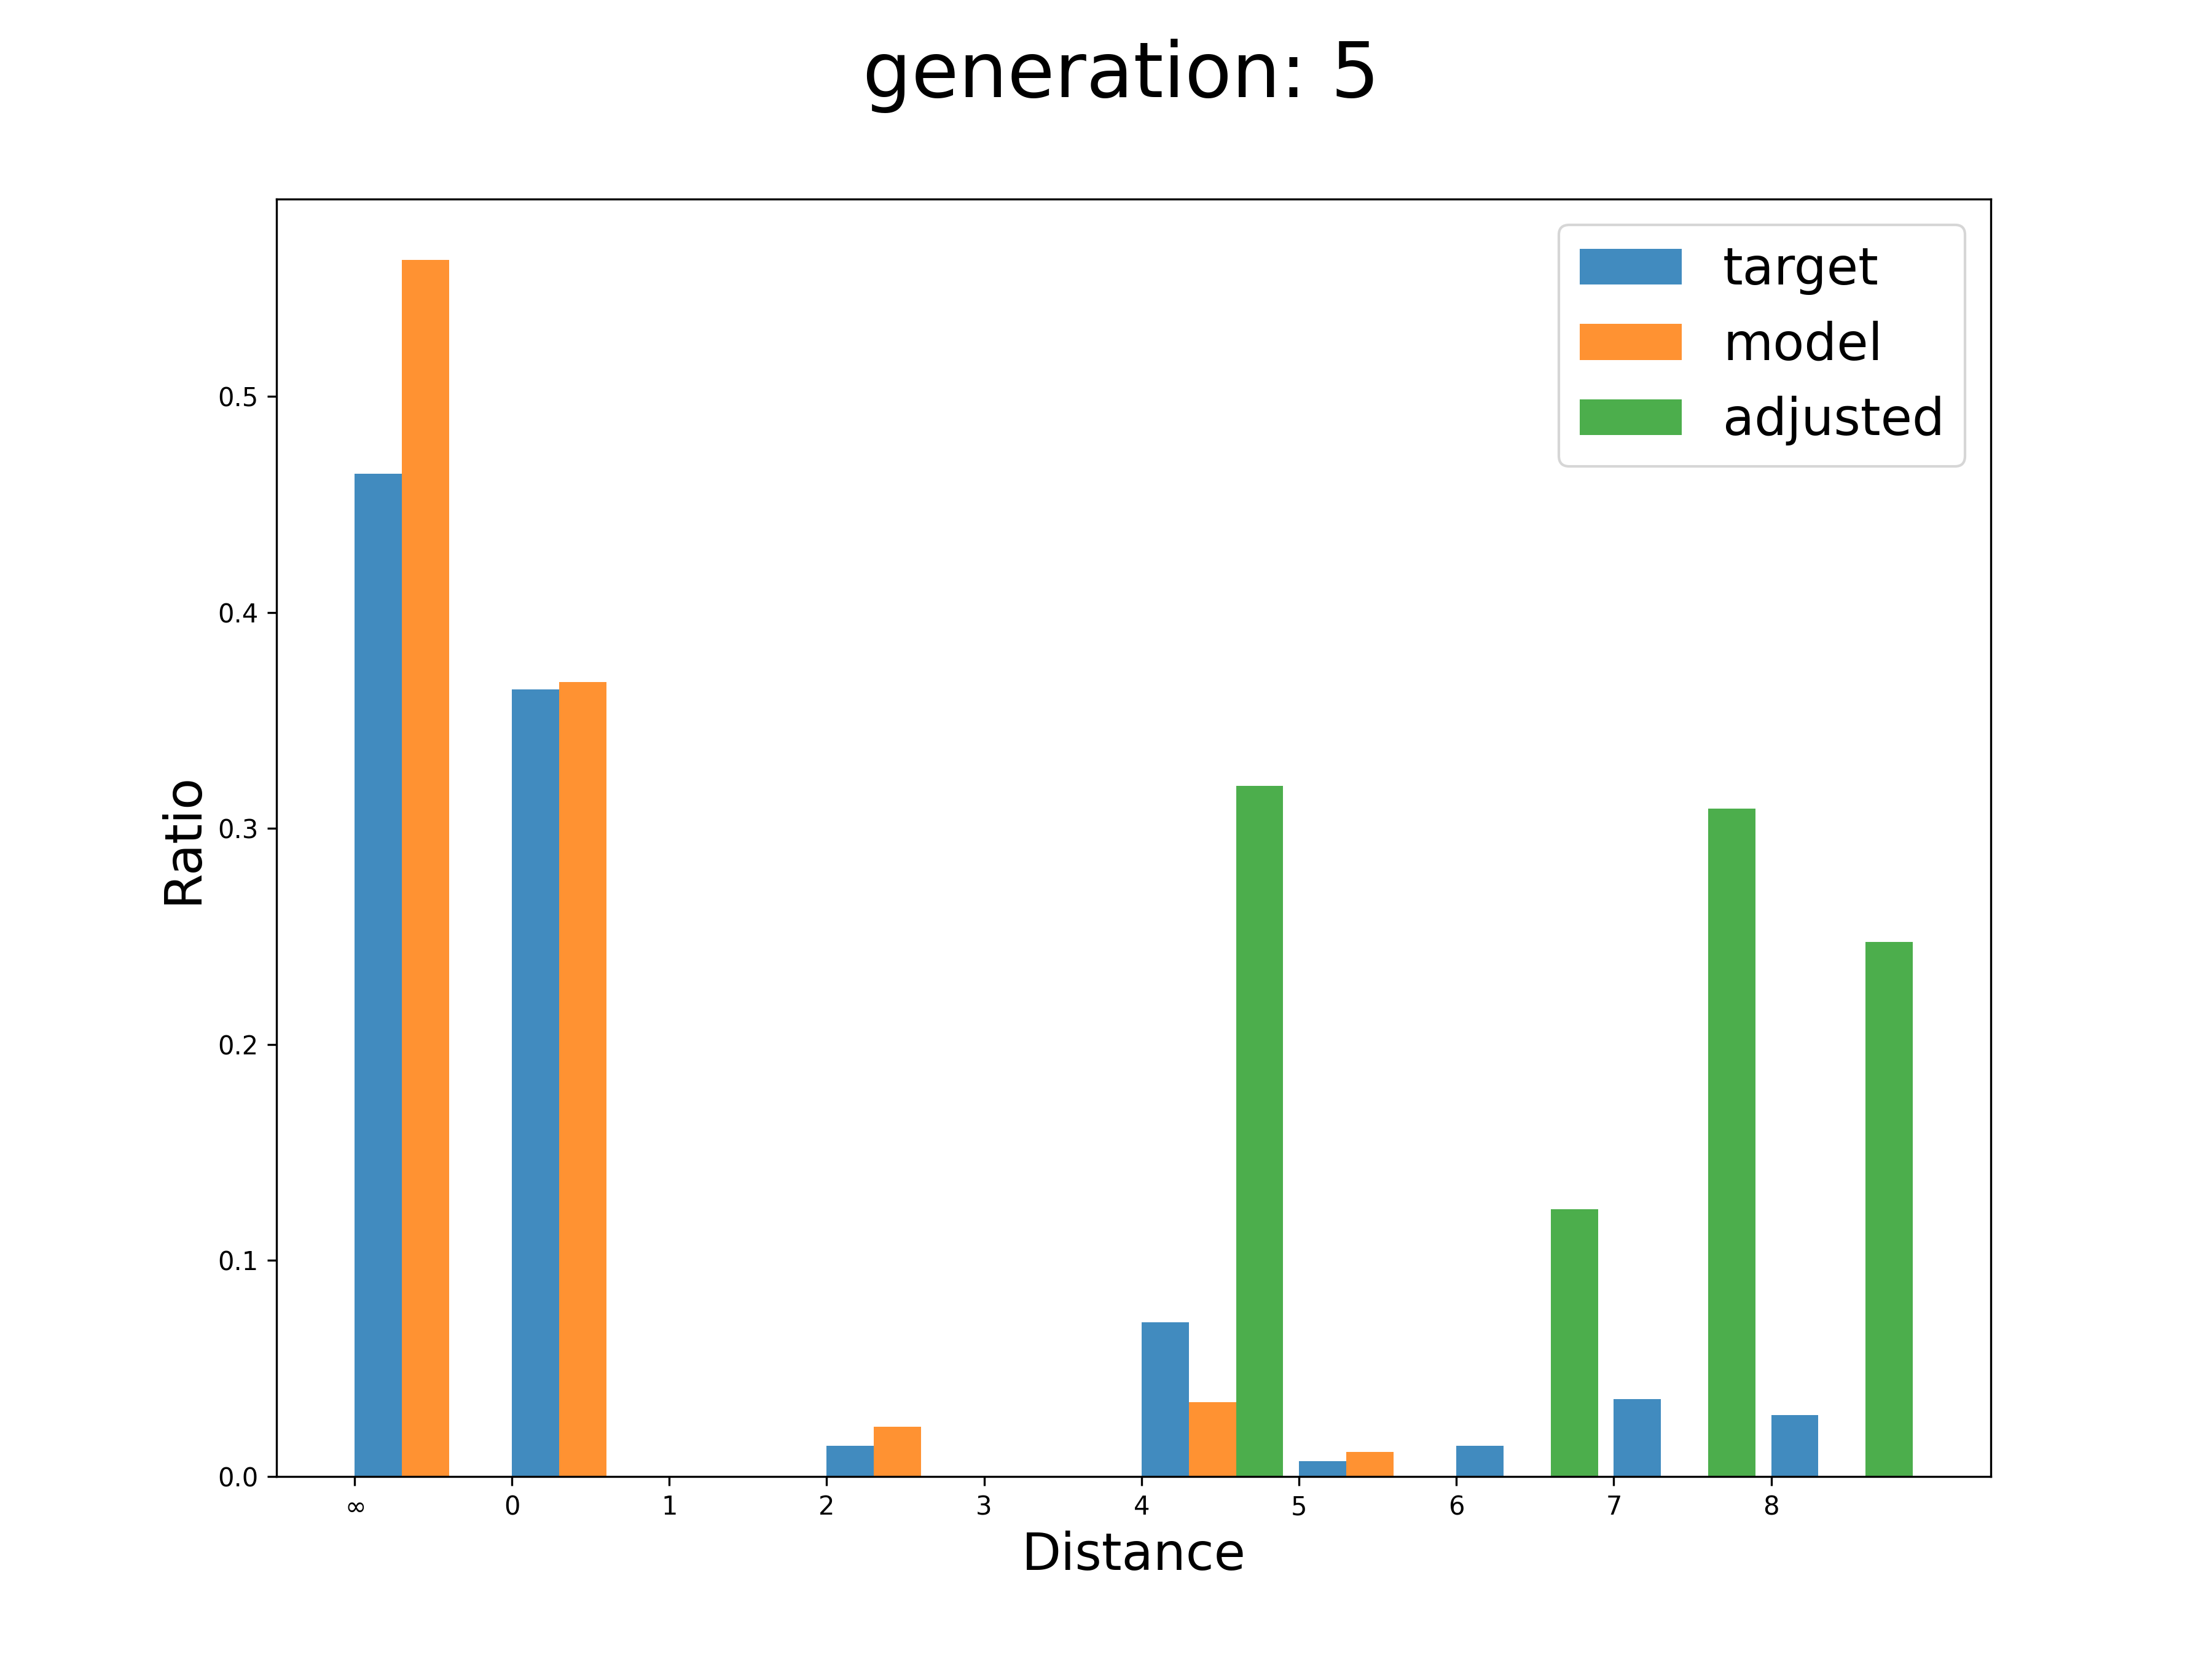 generation: 5
target
model
adjusted
Ratio
0.5
0.4
0.3
0.2
0.1
0.0
∞ 0 1 2 3 4 5 6 7 8
Distance